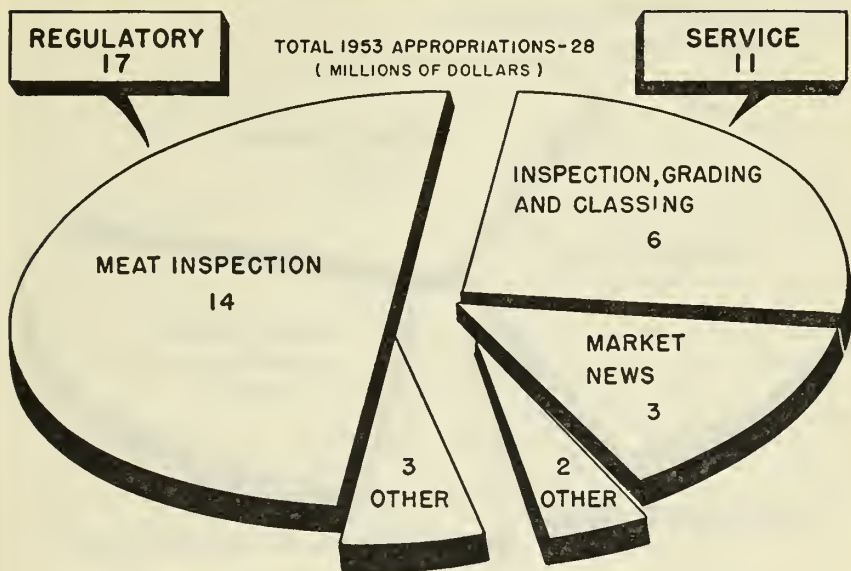 REGULATORY
17
TOTAL 1953 APPROPRIATIONS-28
( MILLIONS OF DOLLARS )
SERVICE
11
MEAT INSPECTION
14
3
OTHER
INSPECTION, GRADING
AND CLASSING
6
MARKET
NEWS
3
2
OTHER